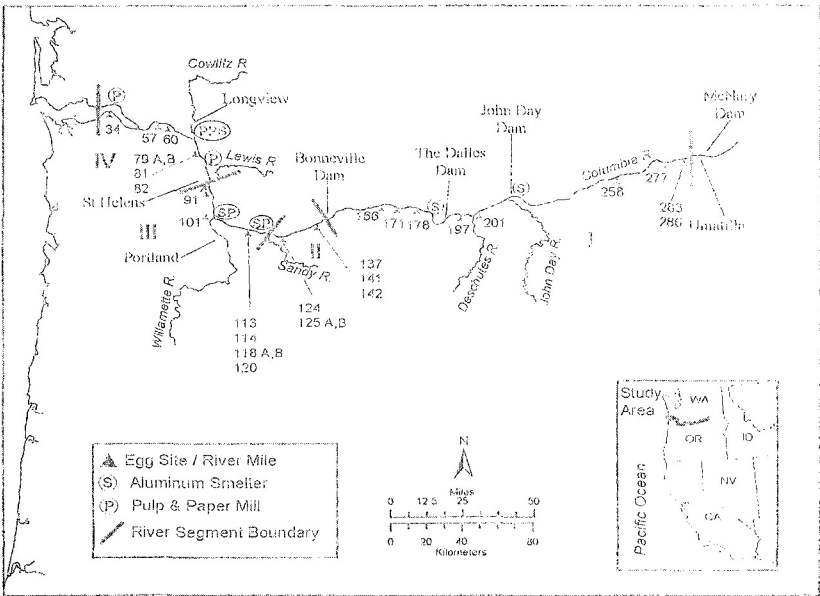 Cowlitz R
Longview
McNary
Dam
John Day
Dam
P
34
57
60
PPS
IV
79 A,B
81
82
P
Lewis R
Bonneville
Dam
The Dalles
Dam
Columbia R
St Helens
91
S
S
258
277
263
286
Umatilla
III
101
SP
SP
II
171
178
197
201
Portland
Sandy R.
137
141
142
Deschutes R.
John Day R.
Willamette R.
124
125 A,B
113
114
118 A,B
120
Study
Area
WA
OR
ID
NV
CA
Pacific Ocean
Egg Site / River Mile
S Aluminum Smelter
P Pulp & Paper Mill
River Segment Boundary
N
Miles
0 12.5 25 50
0 20 40 80
Kilometers